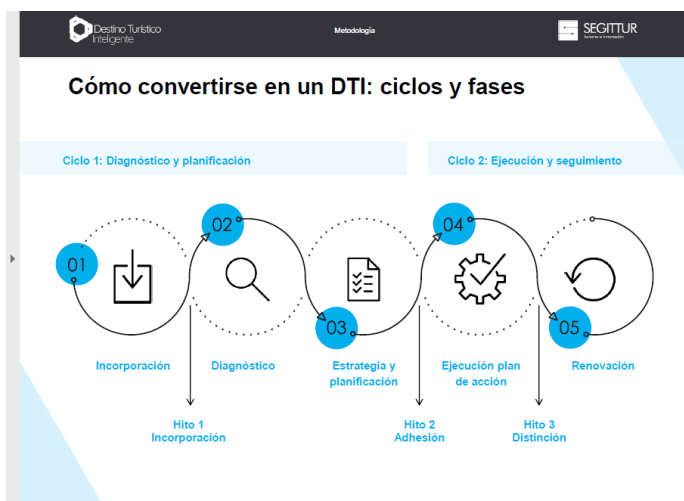 Destino Turístico
Inteligente
Metodología
SEGITTUR
turismo e innovación
Cómo convertirse en un DTI: ciclos y fases
Ciclo 1: Diagnóstico y planificación
Ciclo 2: Ejecución y seguimiento
01
02
03
04
05
Incorporación
Diagnóstico
Estrategia y
planificación
Ejecución plan
de acción
Renovación
Hito 1
Incorporación
Hito 2
Adhesión
Hito 3
Distinción